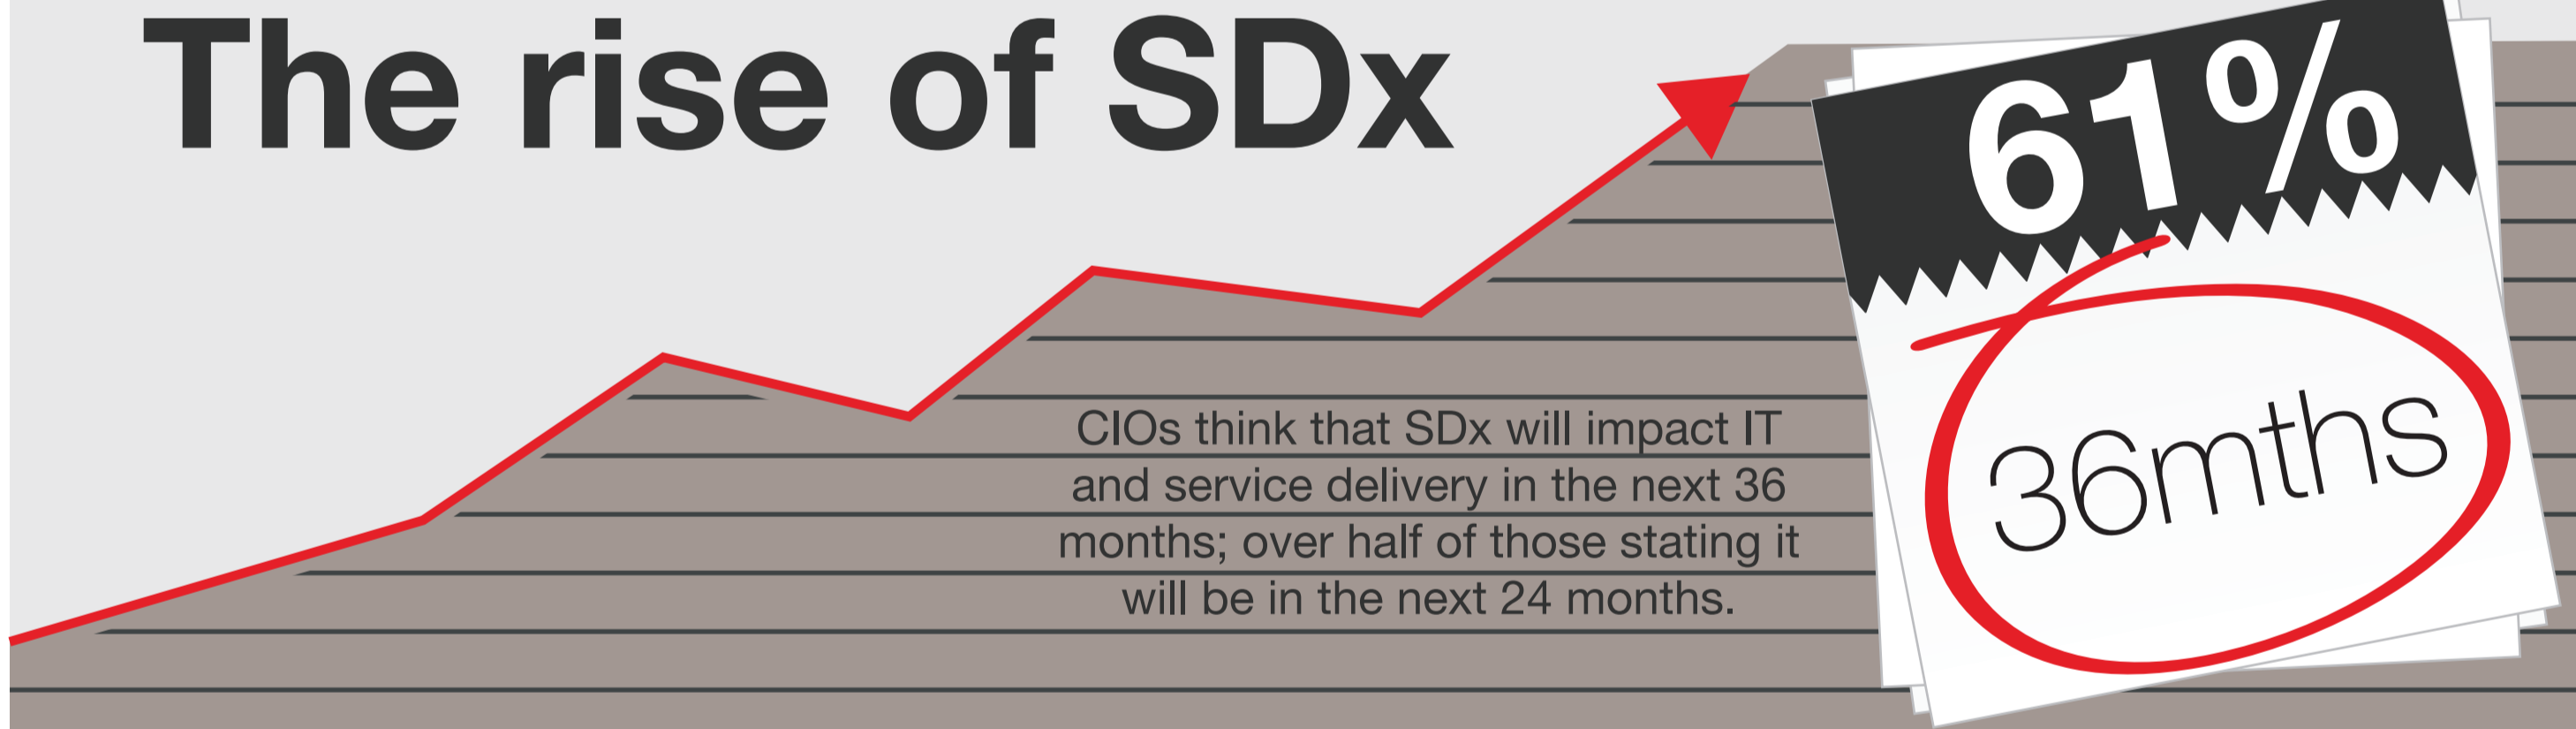 The rise of SDx
61%
36mths
CIOs think that SDx will impact IT
and service delivery in the next 36
months; over half of those stating it
will be in the next 24 months.